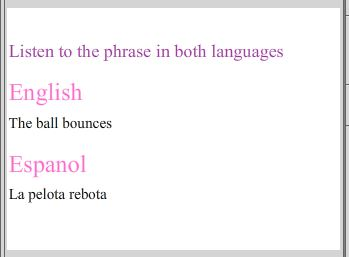 Listen to the phrase in both languages
English
The ball bounces
Espanol
La pelota rebota